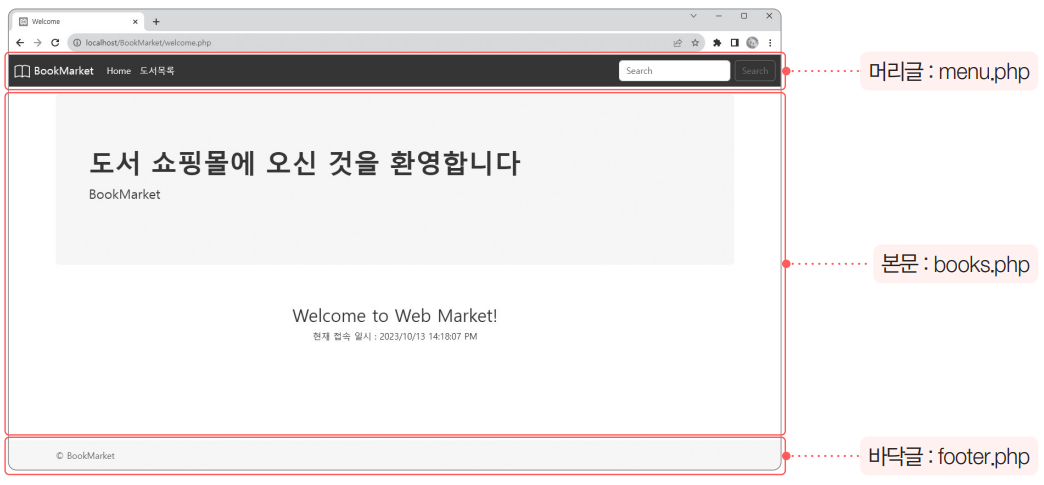 Welcome
localhost/BookMarket/welcome.php
BookMarket Home 도서목록 Search Search
머리글 : menu.php
도서 쇼핑몰에 오신 것을 환영합니다
BookMarket
본문 : books.php
Welcome to Web Market!
현재 접속 일시 : 2023/10/13 14:18:07 PM
© BookMarket
바닥글 : footer.php